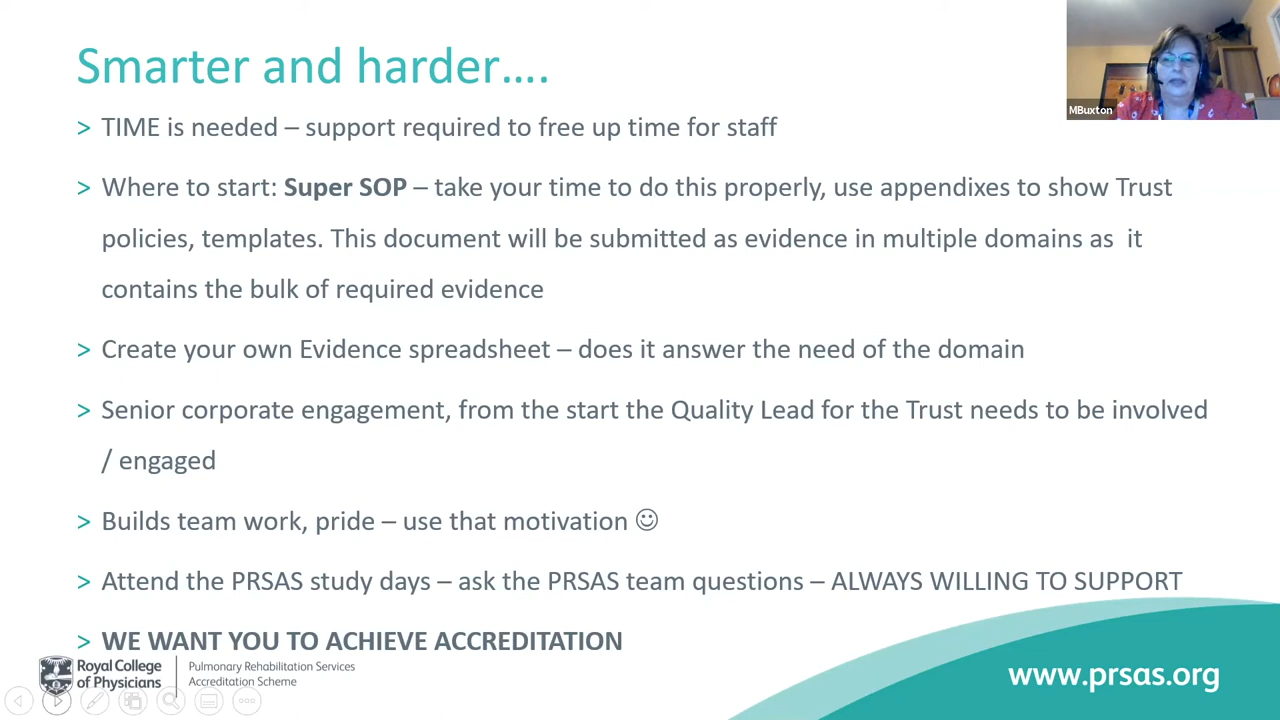 Smarter and harder....
MBuxton
> TIME is needed – support required to free up time for staff
> Where to start: Super SOP – take your time to do this properly, use appendixes to show Trust
policies, templates. This document will be submitted as evidence in multiple domains as  it
contains the bulk of required evidence
> Create your own Evidence spreadsheet – does it answer the need of the domain
> Senior corporate engagement, from the start the Quality Lead for the Trust needs to be involved
/ engaged
> Builds team work, pride – use that motivation ☺
> Attend the PRSAS study days – ask the PRSAS team questions – ALWAYS WILLING TO SUPPORT
> WE WANT YOU TO ACHIEVE ACCREDITATION
Royal College
of Physicians
Pulmonary Rehabilitation Services
Accreditation Scheme
www.prsas.org